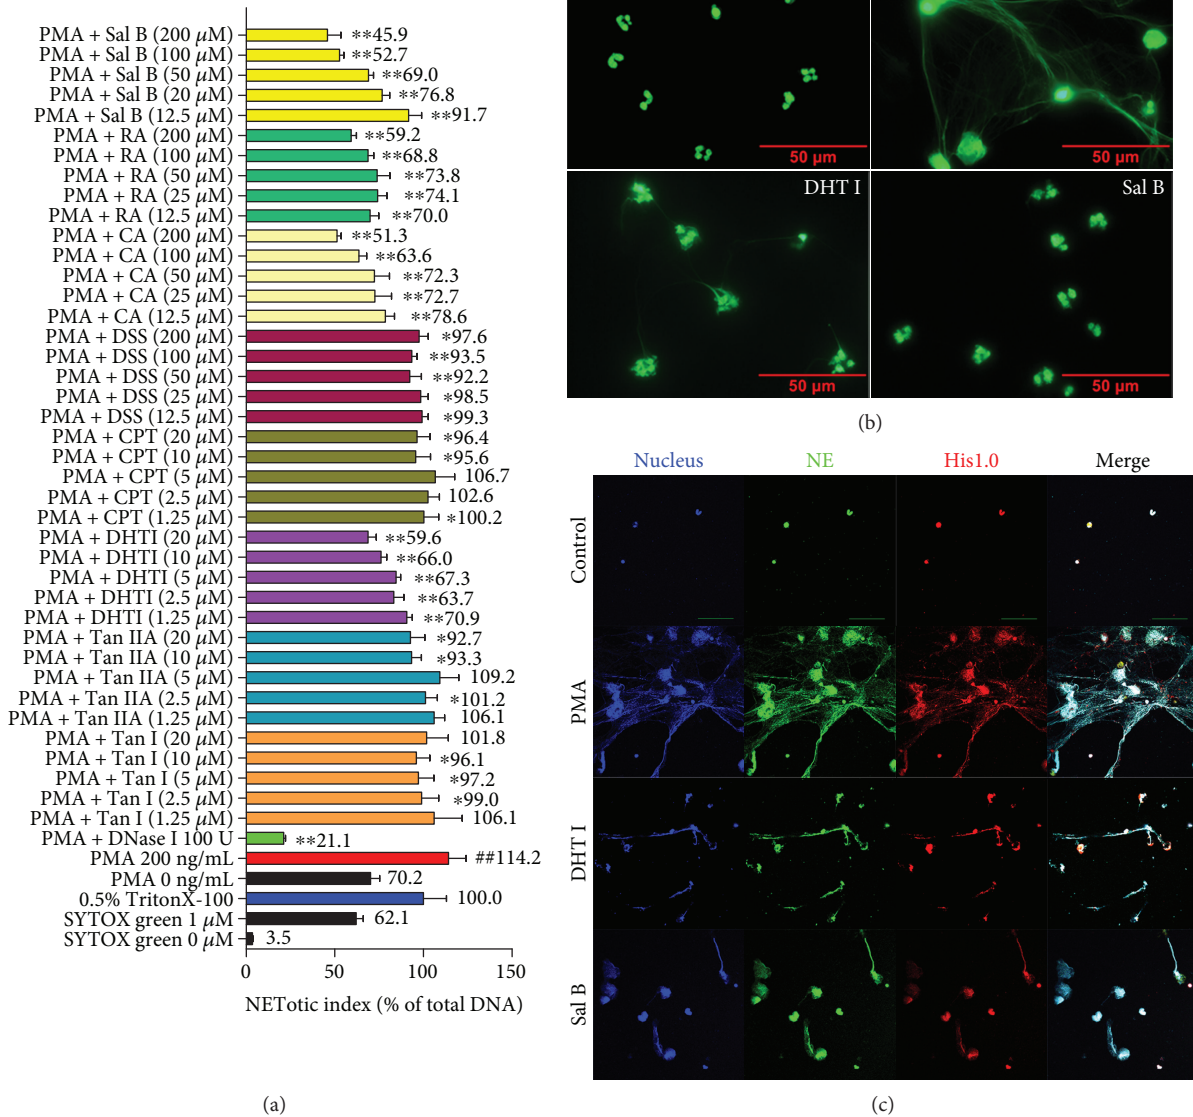 PMA + Sal B (200 μM) **45.9
PMA + Sal B (100 μM) **52.7
PMA + Sal B (50 μM) **69.0
PMA + Sal B (20 μM) **76.8
PMA + Sal B (12.5 μM) **91.7
PMA + RA (200 μM) **59.2
PMA + RA (100 μM) **68.8
PMA + RA (50 μM) **73.8
PMA + RA (25 μM) **74.1
PMA + RA (12.5 μM) **70.0
PMA + CA (200 μM) **51.3
PMA + CA (100 μM) **63.6
PMA + CA (50 μM) **72.3
PMA + CA (25 μM) **72.7
PMA + CA (12.5 μM) **78.6
PMA + DSS (200 μM) *97.6
PMA + DSS (100 μM) **93.5
PMA + DSS (50 μM) **92.2
PMA + DSS (25 μM) *98.5
PMA + DSS (12.5 μM) *99.3
PMA + CPT (20 μM) *96.4
PMA + CPT (10 μM) *95.6
PMA + CPT (5 μM) 106.7
PMA + CPT (2.5 μM) 102.6
PMA + CPT (1.25 μM) *100.2
PMA + DHTI (20 μM) **59.6
PMA + DHTI (10 μM) **66.0
PMA + DHTI (5 μM) **67.3
PMA + DHTI (2.5 μM) **63.7
PMA + DHTI (1.25 μM) **70.9
PMA + Tan IIA (20 μM) *92.7
PMA + Tan IIA (10 μM) *93.3
PMA + Tan IIA (5 μM) 109.2
PMA + Tan IIA (2.5 μM) *101.2
PMA + Tan IIA (1.25 μM) 106.1
PMA + Tan I (20 μM) 101.8
PMA + Tan I (10 μM) *96.1
PMA + Tan I (5 μM) *97.2
PMA + Tan I (2.5 μM) *99.0
PMA + Tan I (1.25 μM) 106.1
PMA + DNase I 100 U **21.1
PMA 200 ng/mL ##114.2
PMA 0 ng/mL 70.2
0.5% TritonX-100 100.0
SYTOX green 1 μM 62.1
SYTOX green 0 μM 3.5
0 50 100 150
NETotic index (% of total DNA)
(a)
50 μm 50 μm
DHT I Sal B
50 μm 50 μm
(b)
Nucleus NE His1.0 Merge
Control
PMA
DHT I
Sal B
(c)